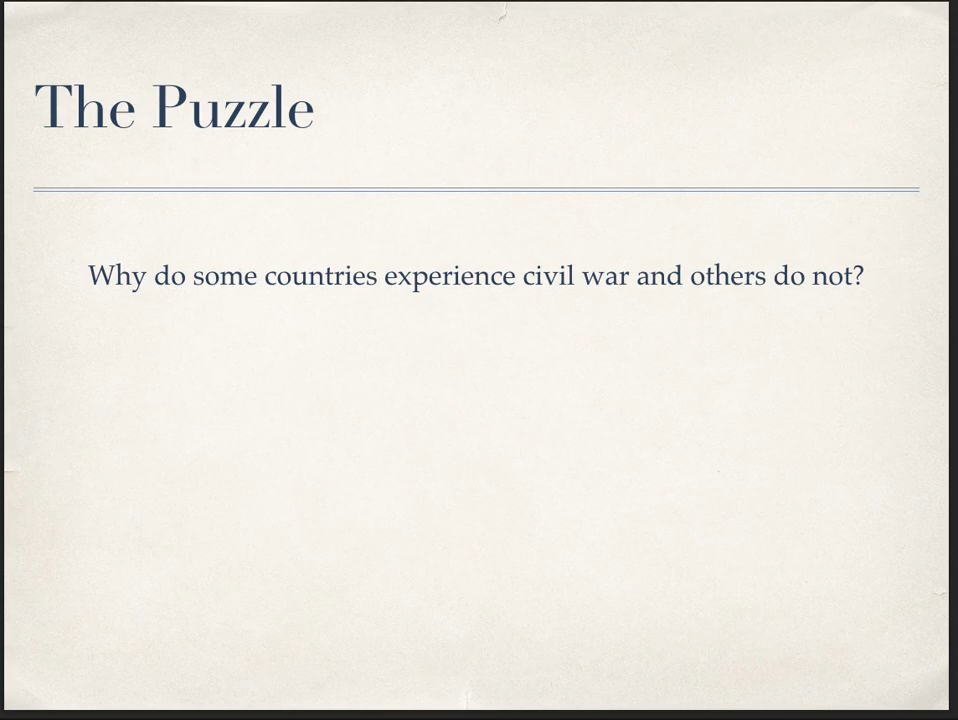 The Puzzle
Why do some countries experience civil war and others do not?